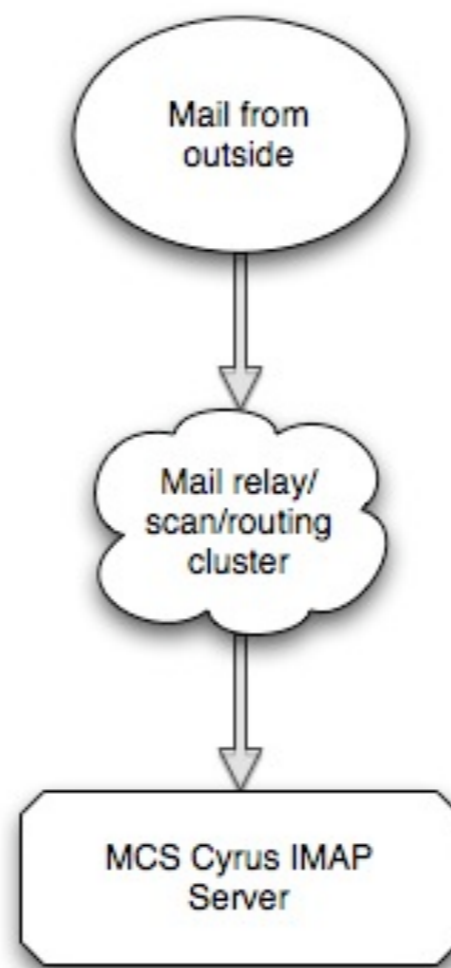 Mail from
outside
Mail relay/
scan/routing
cluster
MCS Cyrus IMAP
Server